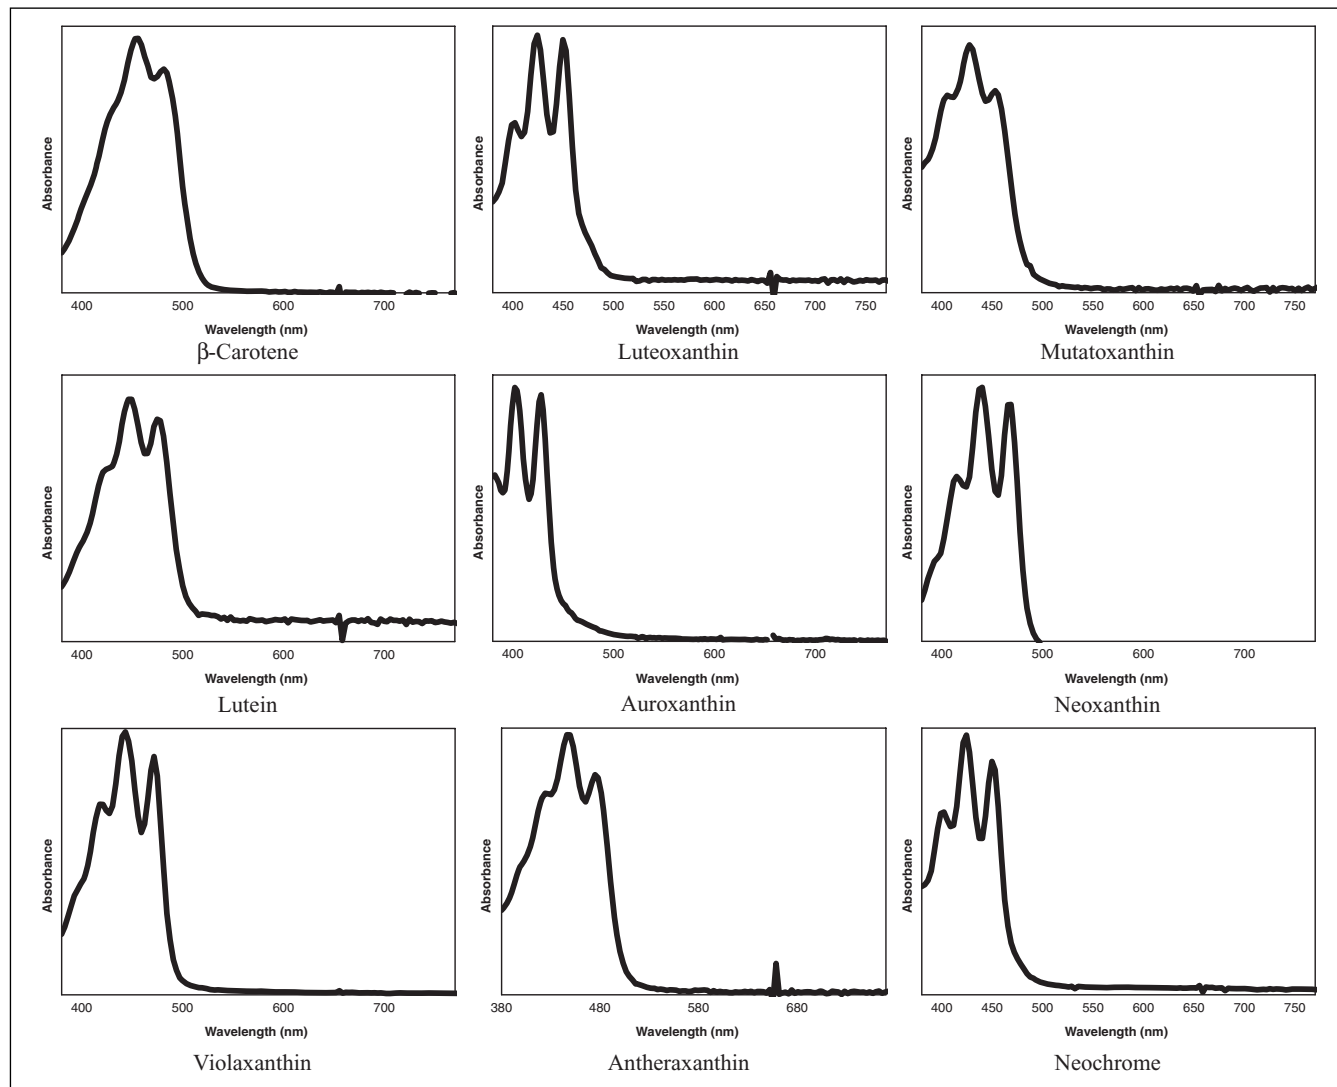 Absorbance
400 500 600 700
Wavelength (nm)
β-Carotene
Absorbance
400 450 500 550 600 650 700 750
Wavelength (nm)
Luteoxanthin
Absorbance
400 450 500 550 600 650 700 750
Wavelength (nm)
Mutatoxanthin
Absorbance
400 500 600 700
Wavelength (nm)
Lutein
Absorbance
400 500 600 700
Wavelength (nm)
Auroxanthin
Absorbance
400 500 600 700
Wavelength (nm)
Neoxanthin
Absorbance
400 500 600 700
Wavelength (nm)
Violaxanthin
Absorbance
380 480 580 680
Wavelength (nm)
Antheraxanthin
Absorbance
400 450 500 550 600 650 700 750
Wavelength (nm)
Neochrome